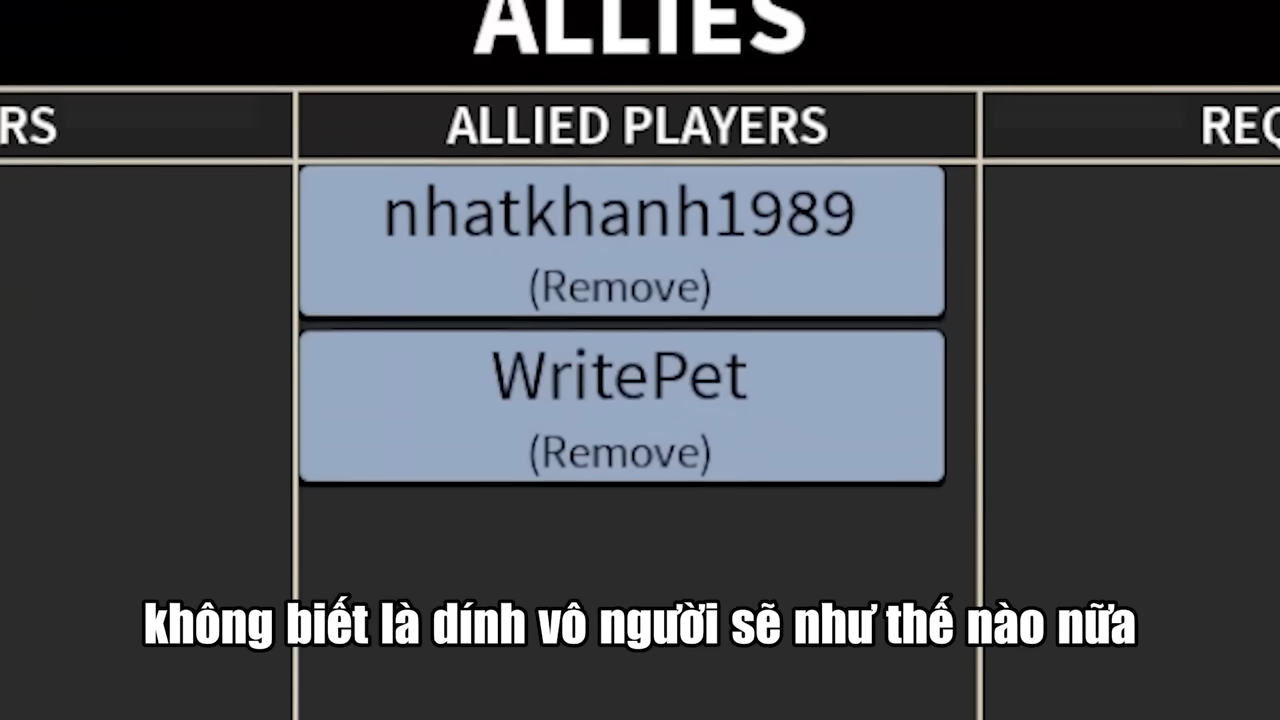 ALLIES
RS
ALLIED PLAYERS
REQ
nhatkhanh1989
(Remove)
WritePet
(Remove)
không biết là dính vô người sẽ như thế nào nữa